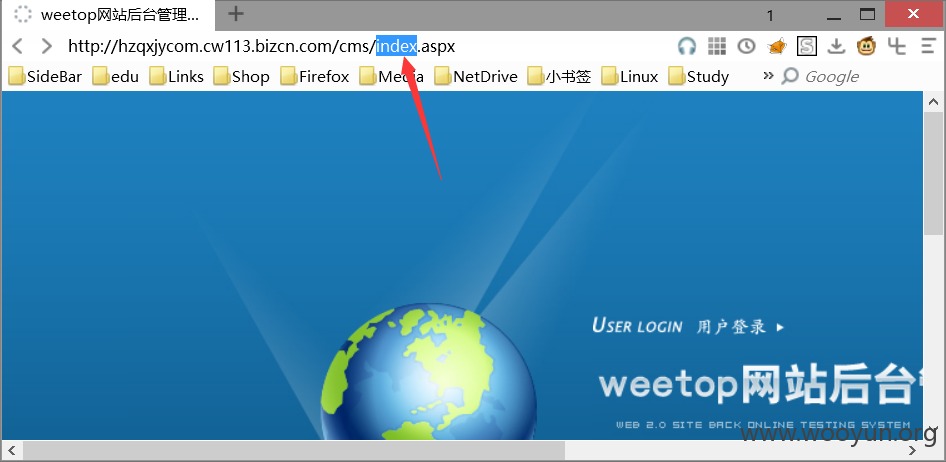 weetop网站后台管理...
1
http://hzqxjycom.cw113.bizcn.com/cms/index.aspx
SideBar edu Links Shop Firefox Media NetDrive 小书签 Linux Study » Google
USER LOGIN 用户登录
weetop网站后台
WEB 2.0 SITE BACK ONLINE TESTING SYSTEM
www.wooyun.org